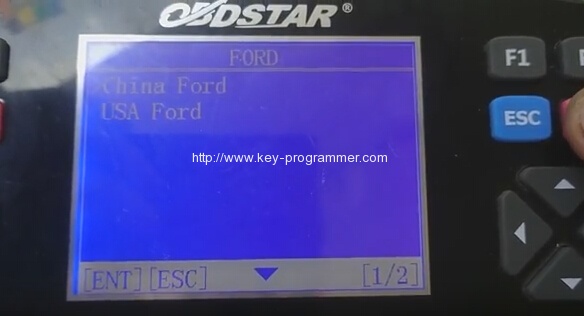 OBDSTAR®
FORD
China Ford
USA Ford
http://www.key-programmer.com
[ENT][ESC]
[1/2]
F1
ESC